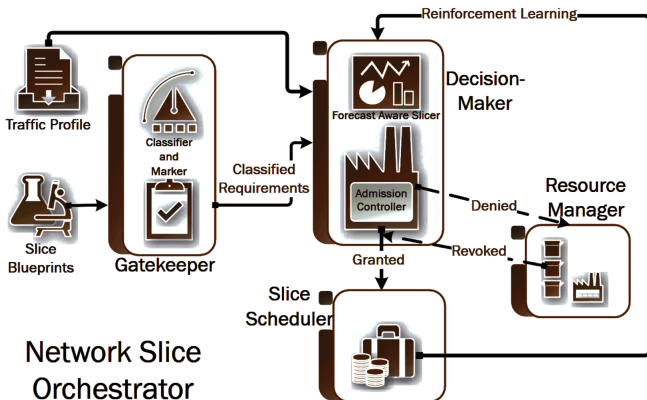 Reinforcement Learning
Traffic Profile
Decision-
Maker
Forecast Aware Slicer
Classifier
and
Marker
Classified
Requirements
Admission
Controller
Denied
Resource
Manager
Slice
Blueprints
Gatekeeper
Granted
Revoked
Slice
Scheduler
Network Slice
Orchestrator